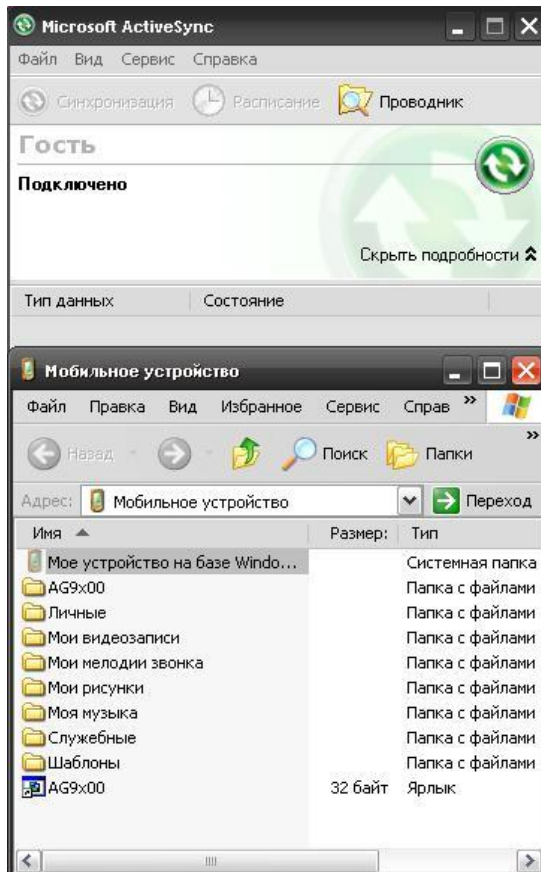 Microsoft ActiveSync
Файл Вид Сервис Справка
Синхронизация Расписание Проводник
Гость
Подключено
Скрыть подробности
Тип данных Состояние
Мобильное устройство
Файл Правка Вид Избранное Сервис Справ »
Назад Поиск Папки »
Адрес: Мобильное устройство Переход
Имя Размер: Тип
Мое устройство на базе Windo... Системная папка
AG9x00 Папка с файлами
Личные Папка с файлами
Мои видеозаписи Папка с файлами
Мои мелодии звонка Папка с файлами
Мои рисунки Папка с файлами
Моя музыка Папка с файлами
Служебные Папка с файлами
Шаблоны Папка с файлами
AG9x00 32 байт Ярлык